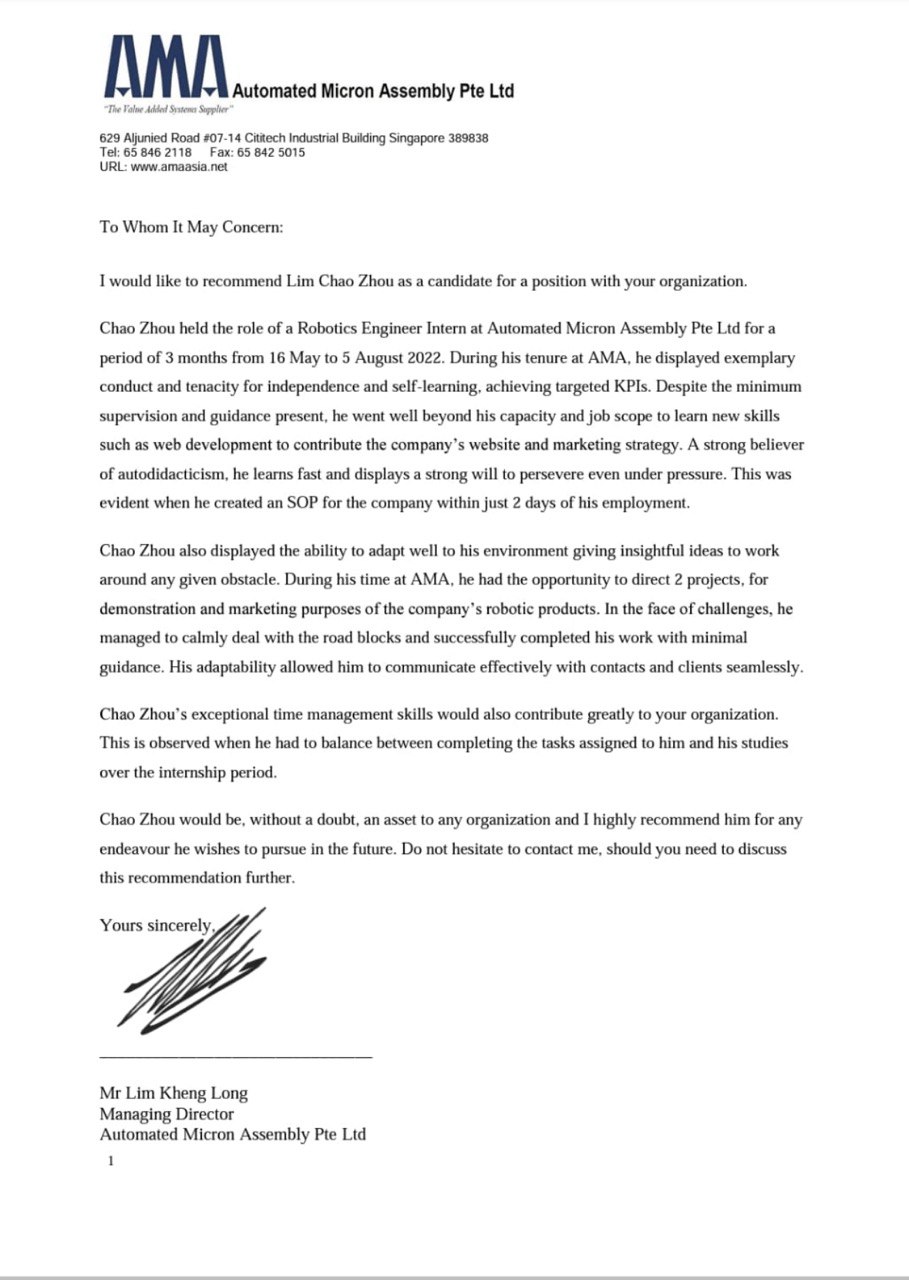 AMA Automated Micron Assembly Pte Ltd
"The Value Added Systems Supplier"
629 Aljunied Road #07-14 Cititech Industrial Building Singapore 389838
Tel: 65 846 2118 Fax: 65 842 5015
URL: www.amaasia.net
To Whom It May Concern:
I would like to recommend Lim Chao Zhou as a candidate for a position with your organization.
Chao Zhou held the role of a Robotics Engineer Intern at Automated Micron Assembly Pte Ltd for a
period of 3 months from 16 May to 5 August 2022. During his tenure at AMA, he displayed exemplary
conduct and tenacity for independence and self-learning, achieving targeted KPIs. Despite the minimum
supervision and guidance present, he went well beyond his capacity and job scope to learn new skills
such as web development to contribute the company's website and marketing strategy. A strong believer
of autodidacticism, he learns fast and displays a strong will to persevere even under pressure. This was
evident when he created an SOP for the company within just 2 days of his employment.
Chao Zhou also displayed the ability to adapt well to his environment giving insightful ideas to work
around any given obstacle. During his time at AMA, he had the opportunity to direct 2 projects, for
demonstration and marketing purposes of the company's robotic products. In the face of challenges, he
managed to calmly deal with the road blocks and successfully completed his work with minimal
guidance. His adaptability allowed him to communicate effectively with contacts and clients seamlessly.
Chao Zhou's exceptional time management skills would also contribute greatly to your organization.
This is observed when he had to balance between completing the tasks assigned to him and his studies
over the internship period.
Chao Zhou would be, without a doubt, an asset to any organization and I highly recommend him for any
endeavour he wishes to pursue in the future. Do not hesitate to contact me, should you need to discuss
this recommendation further.
Yours sincerely,
Mr Lim Kheng Long
Managing Director
Automated Micron Assembly Pte Ltd
1